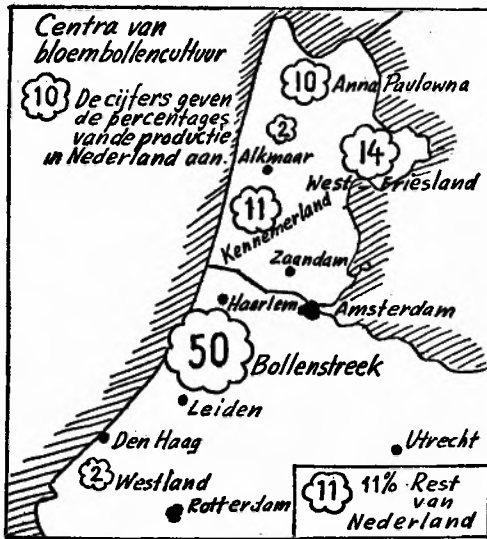 Centra van
bloembollencultuur
10 De cijfers geven
de percentages
van de productie
in Nederland aan.
10 Anna Paulowna
2
Alkmaar
14
West-Friesland
11
Kennemerland
Zaandam
Haarlem
Amsterdam
50
Bollenstreek
Leiden
Den Haag
Utrecht
2 Westland
Rotterdam
11 11% Rest
van
Nederland